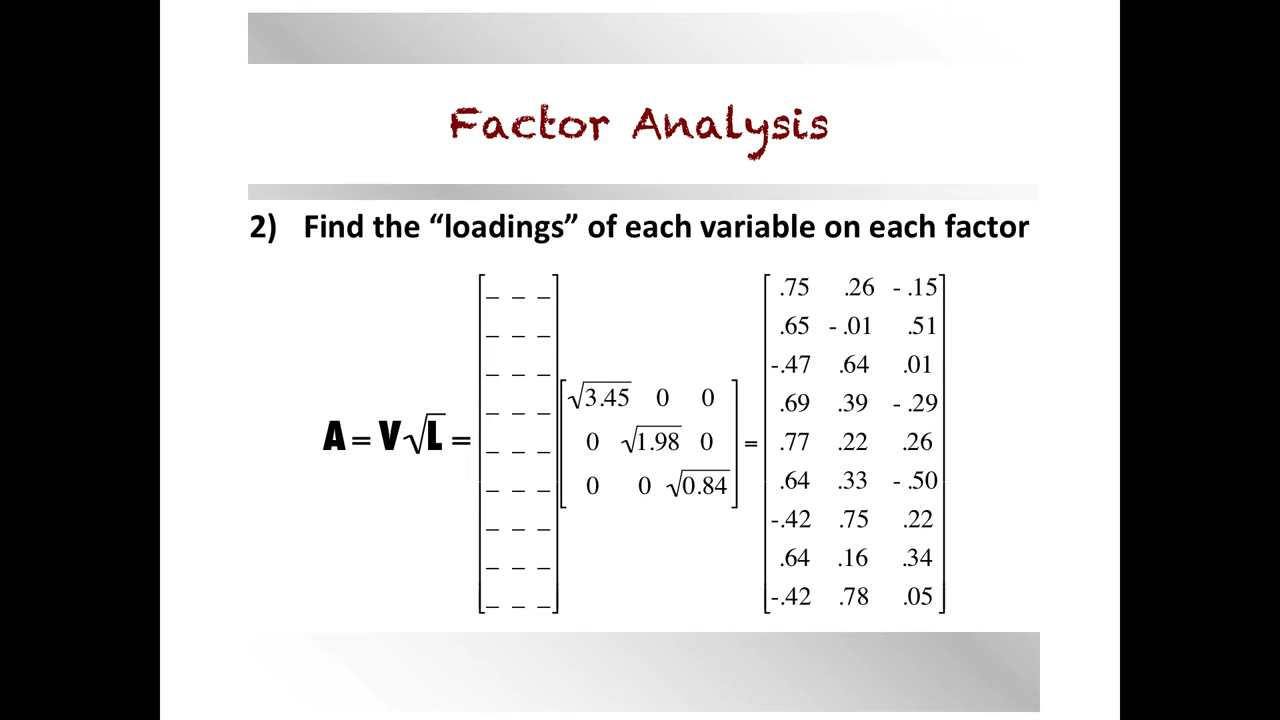 Factor Analysis
2) Find the “loadings” of each variable on each factor
A = V√L = [ _ _ _
_ _ _
_ _ _
_ _ _
_ _ _
_ _ _
_ _ _
_ _ _
_ _ _ ]
[ √3.45 0 0
0 √1.98 0
0 0 √0.84 ]
=
[ .75 .26 - .15
.65 - .01 .51
-.47 .64 .01
.69 .39 - .29
.77 .22 .26
.64 .33 - .50
-.42 .75 .22
.64 .16 .34
-.42 .78 .05 ]